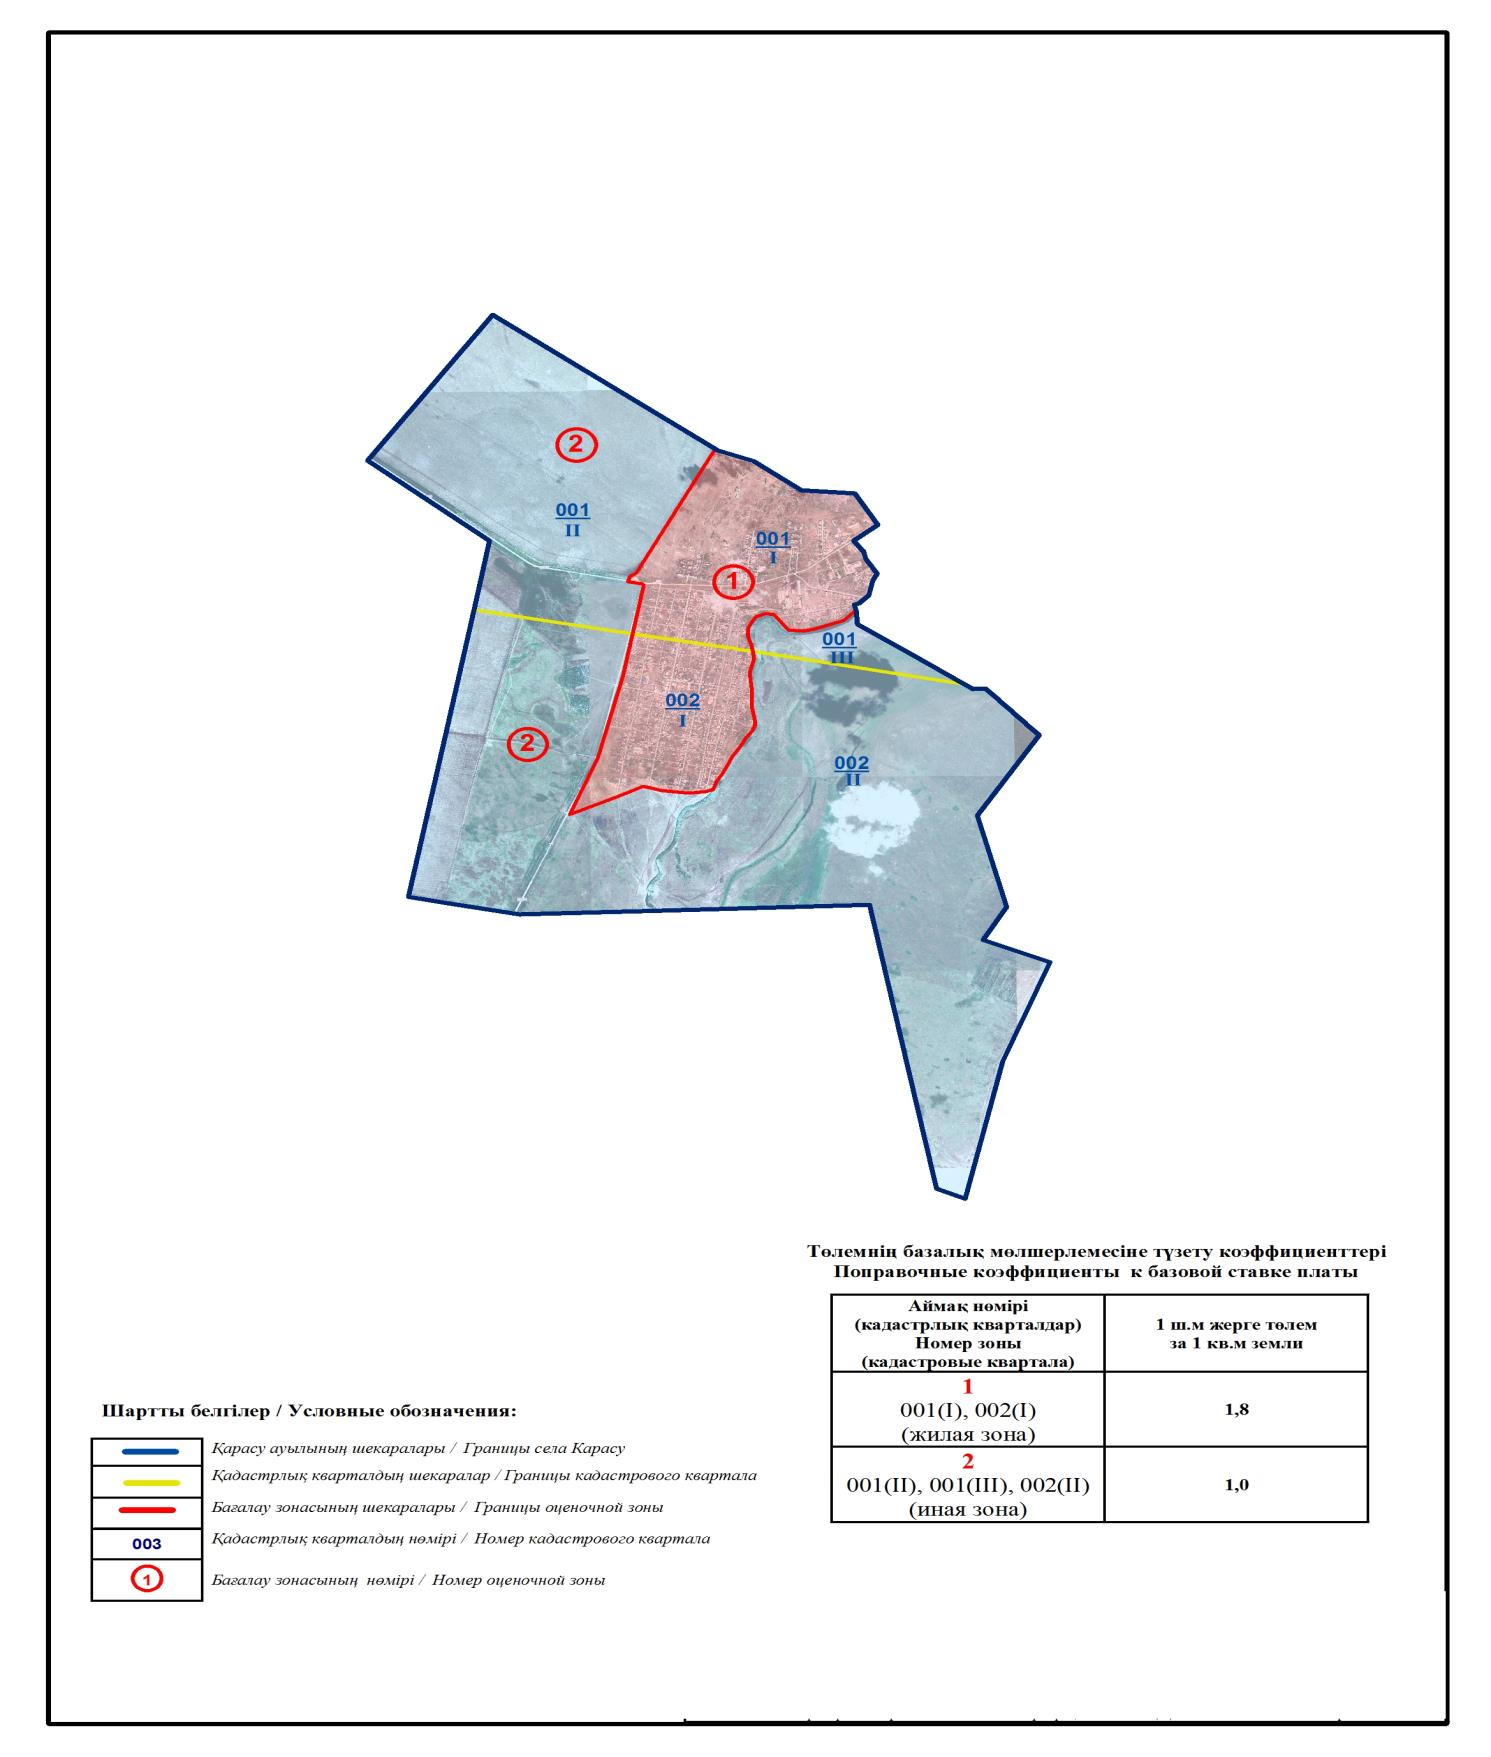 2
001
II
001
I
1
001
III
002
I
2
002
II
Төлемнің базалық мөлшерлемесіне түзету коэффициенттері
Поправочные коэффициенты к базовой ставке платы
Аймақ нөмірі
(кадастрлық кварталдар)
Номер зоны
(кадастровые квартала)
1 ш.м жерге төлем
за 1 кв.м земли
1
001(I), 002(I)
(жилая зона)
1,8
2
001(II), 001(III), 002(II)
(иная зона)
1,0
Шартты белгілер / Условные обозначения:
Қарасу ауылының шекаралары / Границы села Карасу
Қадастрлық кварталдың шекаралар / Границы кадастрового квартала
Бағалау зонасының шекаралары / Границы оценочной зоны
003
Қадастрлық кварталдың нөмірі / Номер кадастрового квартала
1
Бағалау зонасының нөмірі / Номер оценочной зоны